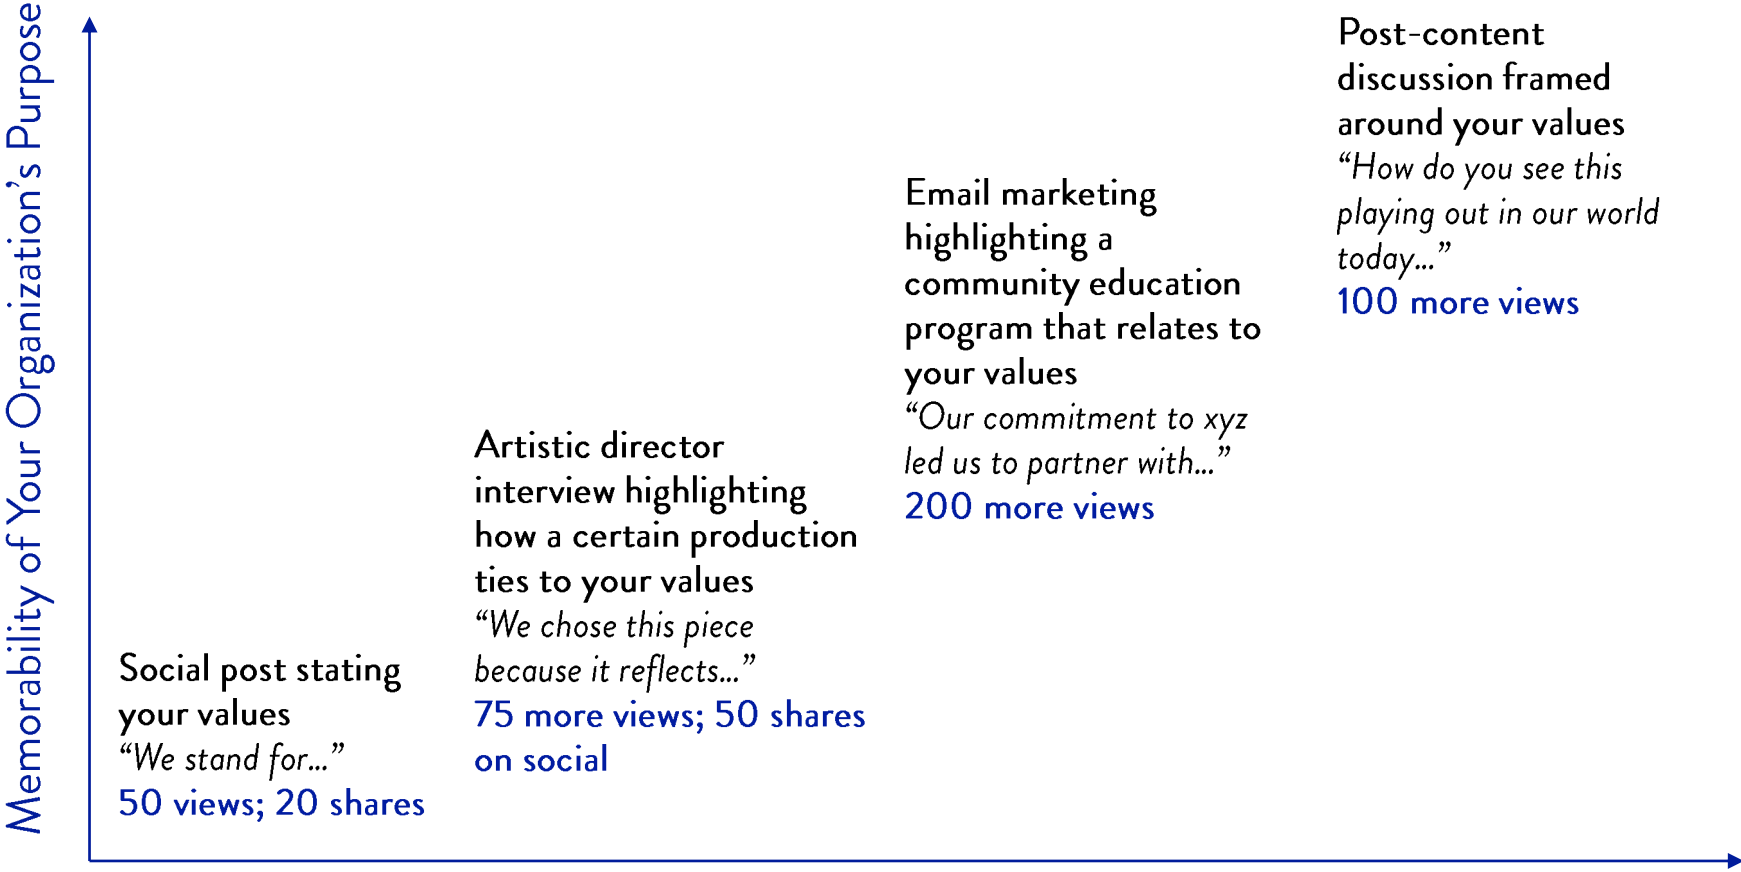 Memorability of Your Organization's Purpose
Social post stating
your values
“We stand for...”
50 views; 20 shares
Artistic director
interview highlighting
how a certain production
ties to your values
“We chose this piece
because it reflects...”
75 more views; 50 shares
on social
Email marketing
highlighting a
community education
program that relates to
your values
“Our commitment to xyz
led us to partner with...”
200 more views
Post-content
discussion framed
around your values
“How do you see this
playing out in our world
today...”
100 more views